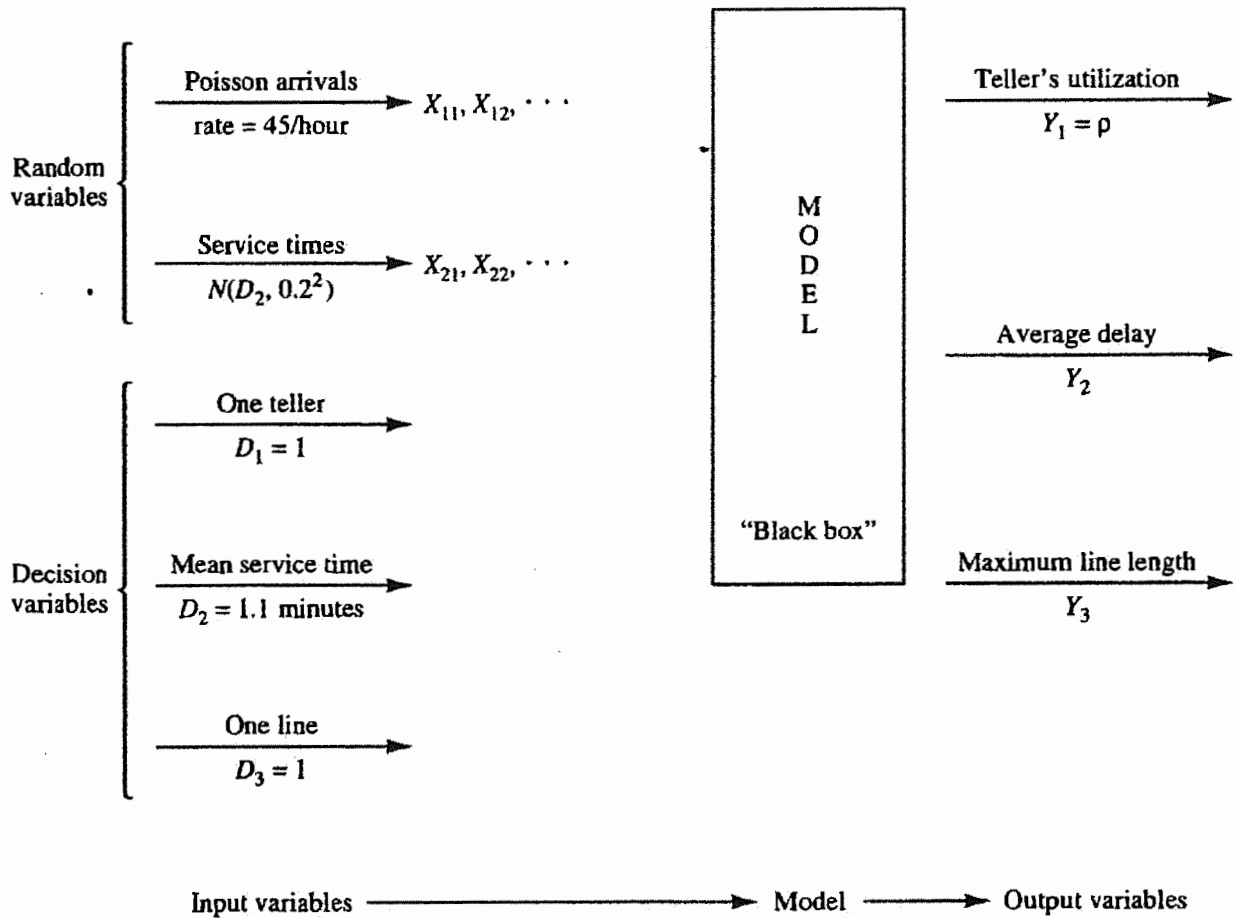 Random
variables
Poisson arrivals
rate = 45/hour
X₁₁, X₁₂, · · ·
Service times
N(D₂, 0.2²)
X₂₁, X₂₂, · · ·
Decision
variables
One teller
D₁ = 1
Mean service time
D₂ = 1.1 minutes
One line
D₃ = 1
M
O
D
E
L
“Black box”
Teller's utilization
Y₁ = ρ
Average delay
Y₂
Maximum line length
Y₃
Input variables Model Output variables